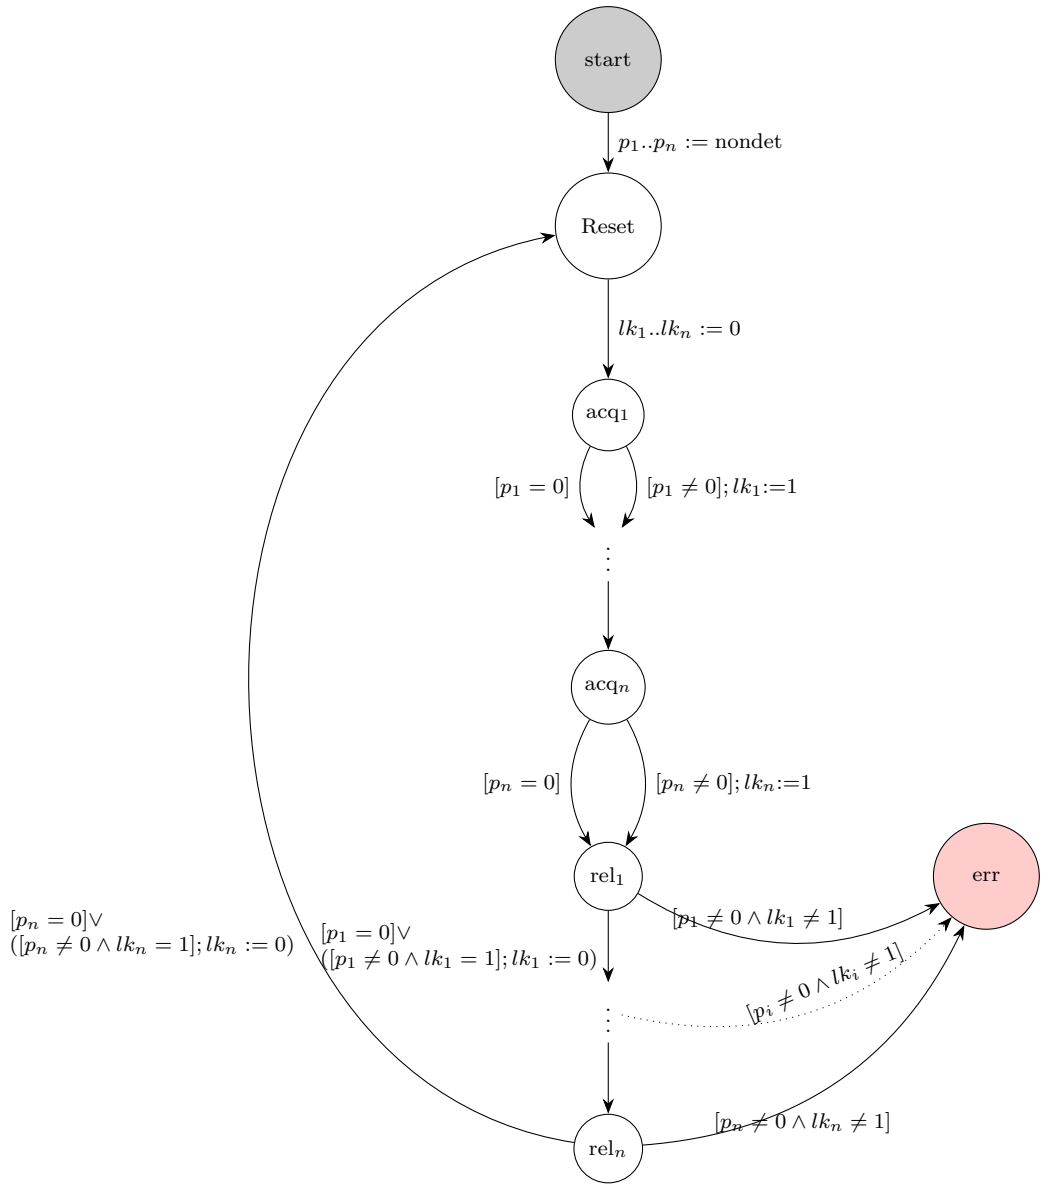 start
p₁..pₙ := nondet
Reset
lk₁..lkₙ := 0
acq₁
[p₁ = 0]
[p₁ ≠ 0]; lk₁:=1
⋮
acqₙ
[pₙ = 0]
[pₙ ≠ 0]; lkₙ:=1
rel₁
err
[p₁ ≠ 0 ∧ lk₁ ≠ 1]
[pₙ = 0]∨
([pₙ ≠ 0 ∧ lkₙ = 1]; lkₙ := 0)
[p₁ = 0]∨
([p₁ ≠ 0 ∧ lk₁ = 1]; lk₁ := 0)
[pᵢ ≠ 0 ∧ lkᵢ ≠ 1]
⋮
[pₙ ≠ 0 ∧ lkₙ ≠ 1]
relₙ